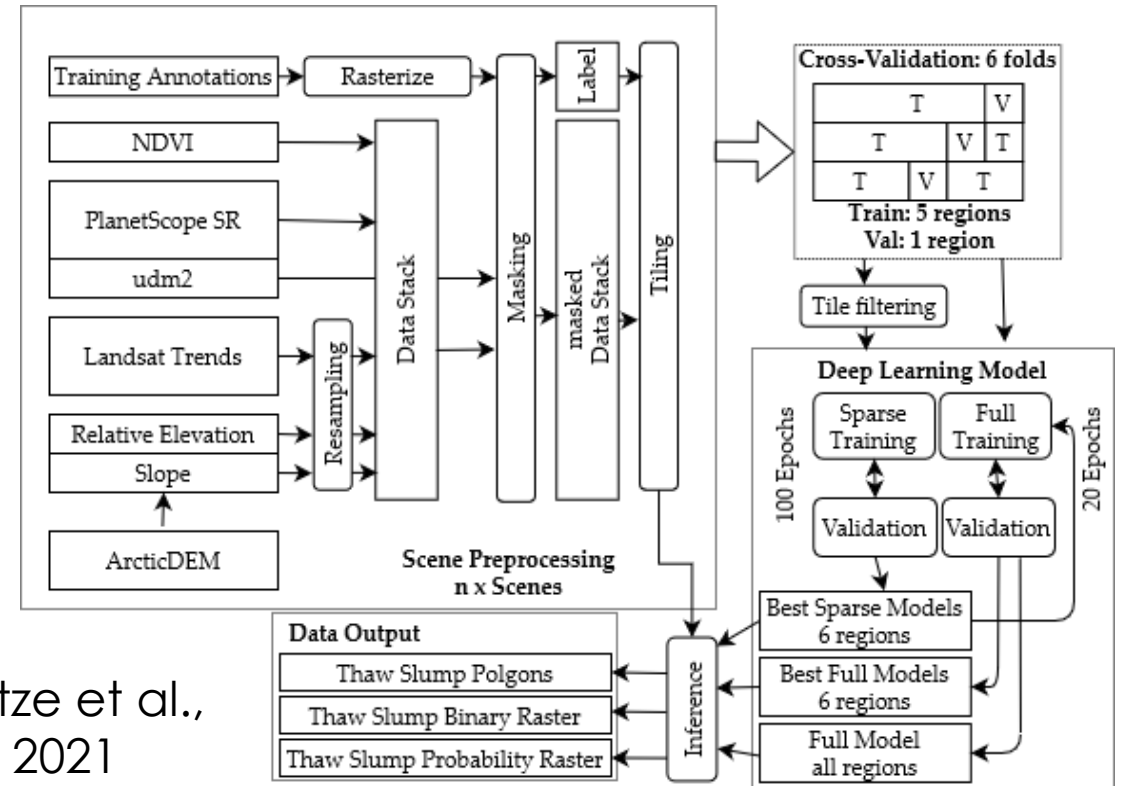 Training Annotations
Rasterize
NDVI
PlanetScope SR
udm2
Landsat Trends
Relative Elevation
Slope
ArcticDEM
Resampling
Data Stack
Masking
Label
masked
Data Stack
Tiling
Scene Preprocessing
n x Scenes
Cross-Validation: 6 folds
T V
T V T
T V T
Train: 5 regions
Val: 1 region
Tile filtering
Deep Learning Model
100 Epochs
Sparse
Training
Full
Training
20 Epochs
Validation
Validation
Best Sparse Models
6 regions
Best Full Models
6 regions
Full Model
all regions
Inference
Data Output
Thaw Slump Polgons
Thaw Slump Binary Raster
Thaw Slump Probability Raster
tze et al.,
2021